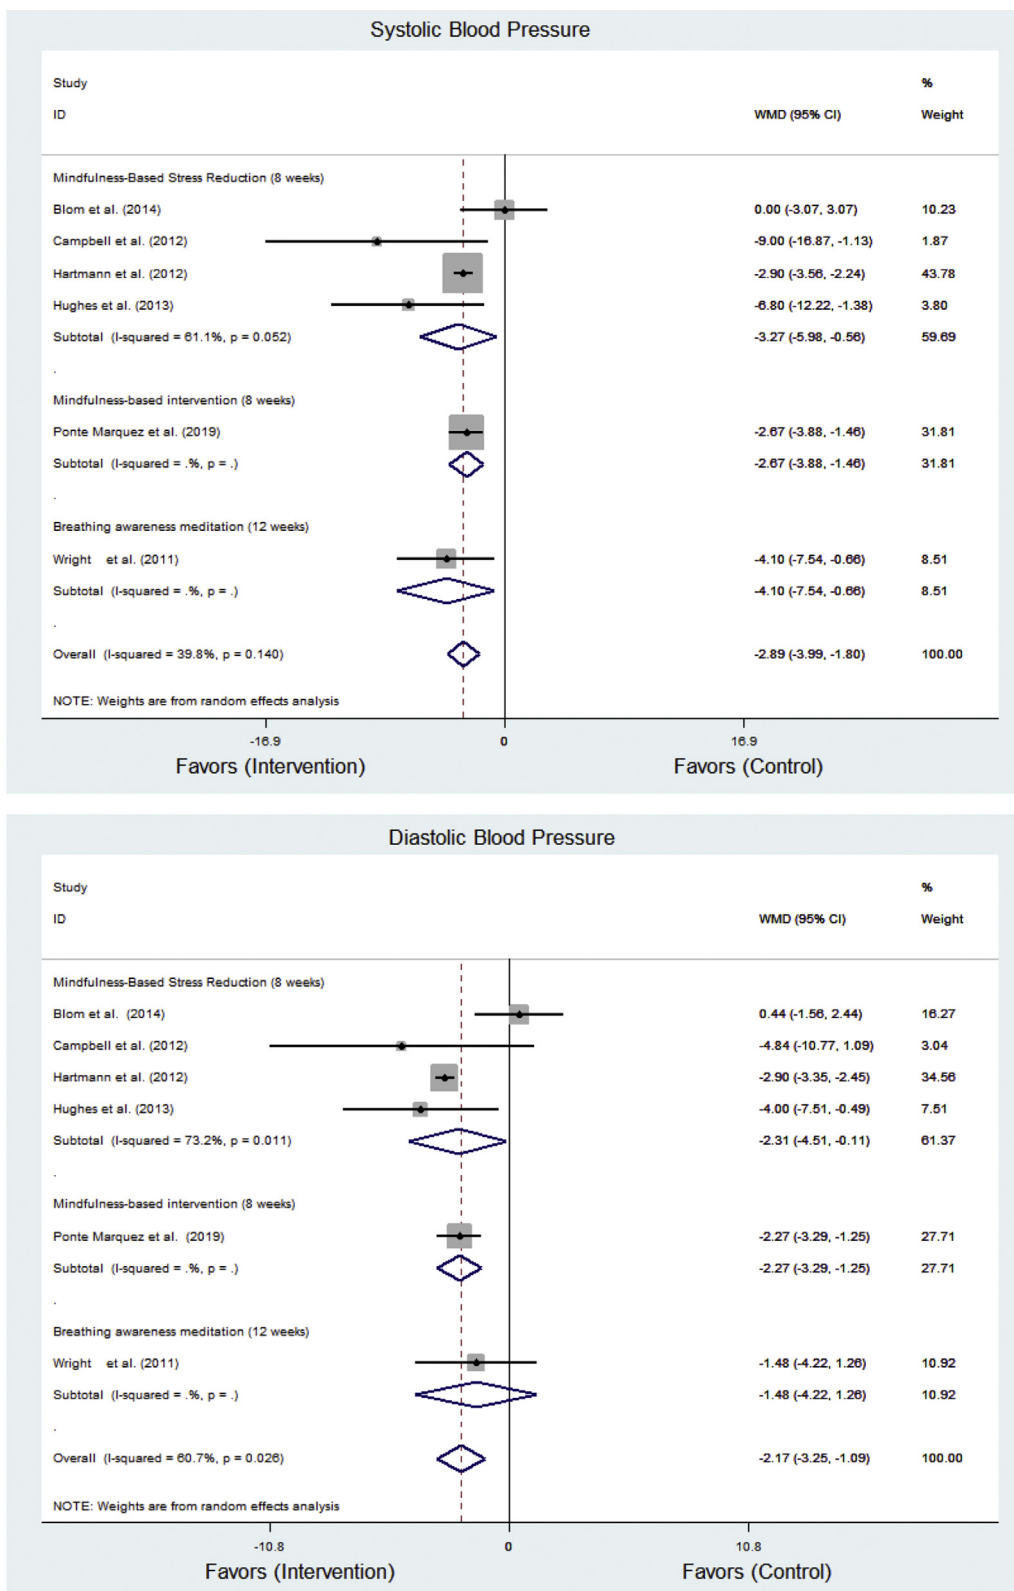 Systolic Blood Pressure
Study %
ID WMD (95% CI) Weight
Mindfulness-Based Stress Reduction (8 weeks)
Blom et al. (2014) 0.00 (-3.07, 3.07) 10.23
Campbell et al. (2012) -9.00 (-16.87, -1.13) 1.87
Hartmann et al. (2012) -2.90 (-3.56, -2.24) 43.78
Hughes et al. (2013) -6.80 (-12.22, -1.38) 3.80
Subtotal (I-squared = 61.1%, p = 0.052) -3.27 (-5.98, -0.56) 59.69
.
Mindfulness-based intervention (8 weeks)
Ponte Marquez et al. (2019) -2.67 (-3.88, -1.46) 31.81
Subtotal (I-squared = .%, p = .) -2.67 (-3.88, -1.46) 31.81
.
Breathing awareness meditation (12 weeks)
Wright et al. (2011) -4.10 (-7.54, -0.66) 8.51
Subtotal (I-squared = .%, p = .) -4.10 (-7.54, -0.66) 8.51
.
Overall (I-squared = 39.8%, p = 0.140) -2.89 (-3.99, -1.80) 100.00
NOTE: Weights are from random effects analysis
-16.9 0 16.9
Favors (Intervention) Favors (Control)
Diastolic Blood Pressure
Study %
ID WMD (95% CI) Weight
Mindfulness-Based Stress Reduction (8 weeks)
Blom et al. (2014) 0.44 (-1.56, 2.44) 16.27
Campbell et al. (2012) -4.84 (-10.77, 1.09) 3.04
Hartmann et al. (2012) -2.90 (-3.35, -2.45) 34.56
Hughes et al. (2013) -4.00 (-7.51, -0.49) 7.51
Subtotal (I-squared = 73.2%, p = 0.011) -2.31 (-4.51, -0.11) 61.37
.
Mindfulness-based intervention (8 weeks)
Ponte Marquez et al. (2019) -2.27 (-3.29, -1.25) 27.71
Subtotal (I-squared = .%, p = .) -2.27 (-3.29, -1.25) 27.71
.
Breathing awareness meditation (12 weeks)
Wright et al. (2011) -1.48 (-4.22, 1.26) 10.92
Subtotal (I-squared = .%, p = .) -1.48 (-4.22, 1.26) 10.92
.
Overall (I-squared = 60.7%, p = 0.026) -2.17 (-3.25, -1.09) 100.00
NOTE: Weights are from random effects analysis
-10.8 0 10.8
Favors (Intervention) Favors (Control)